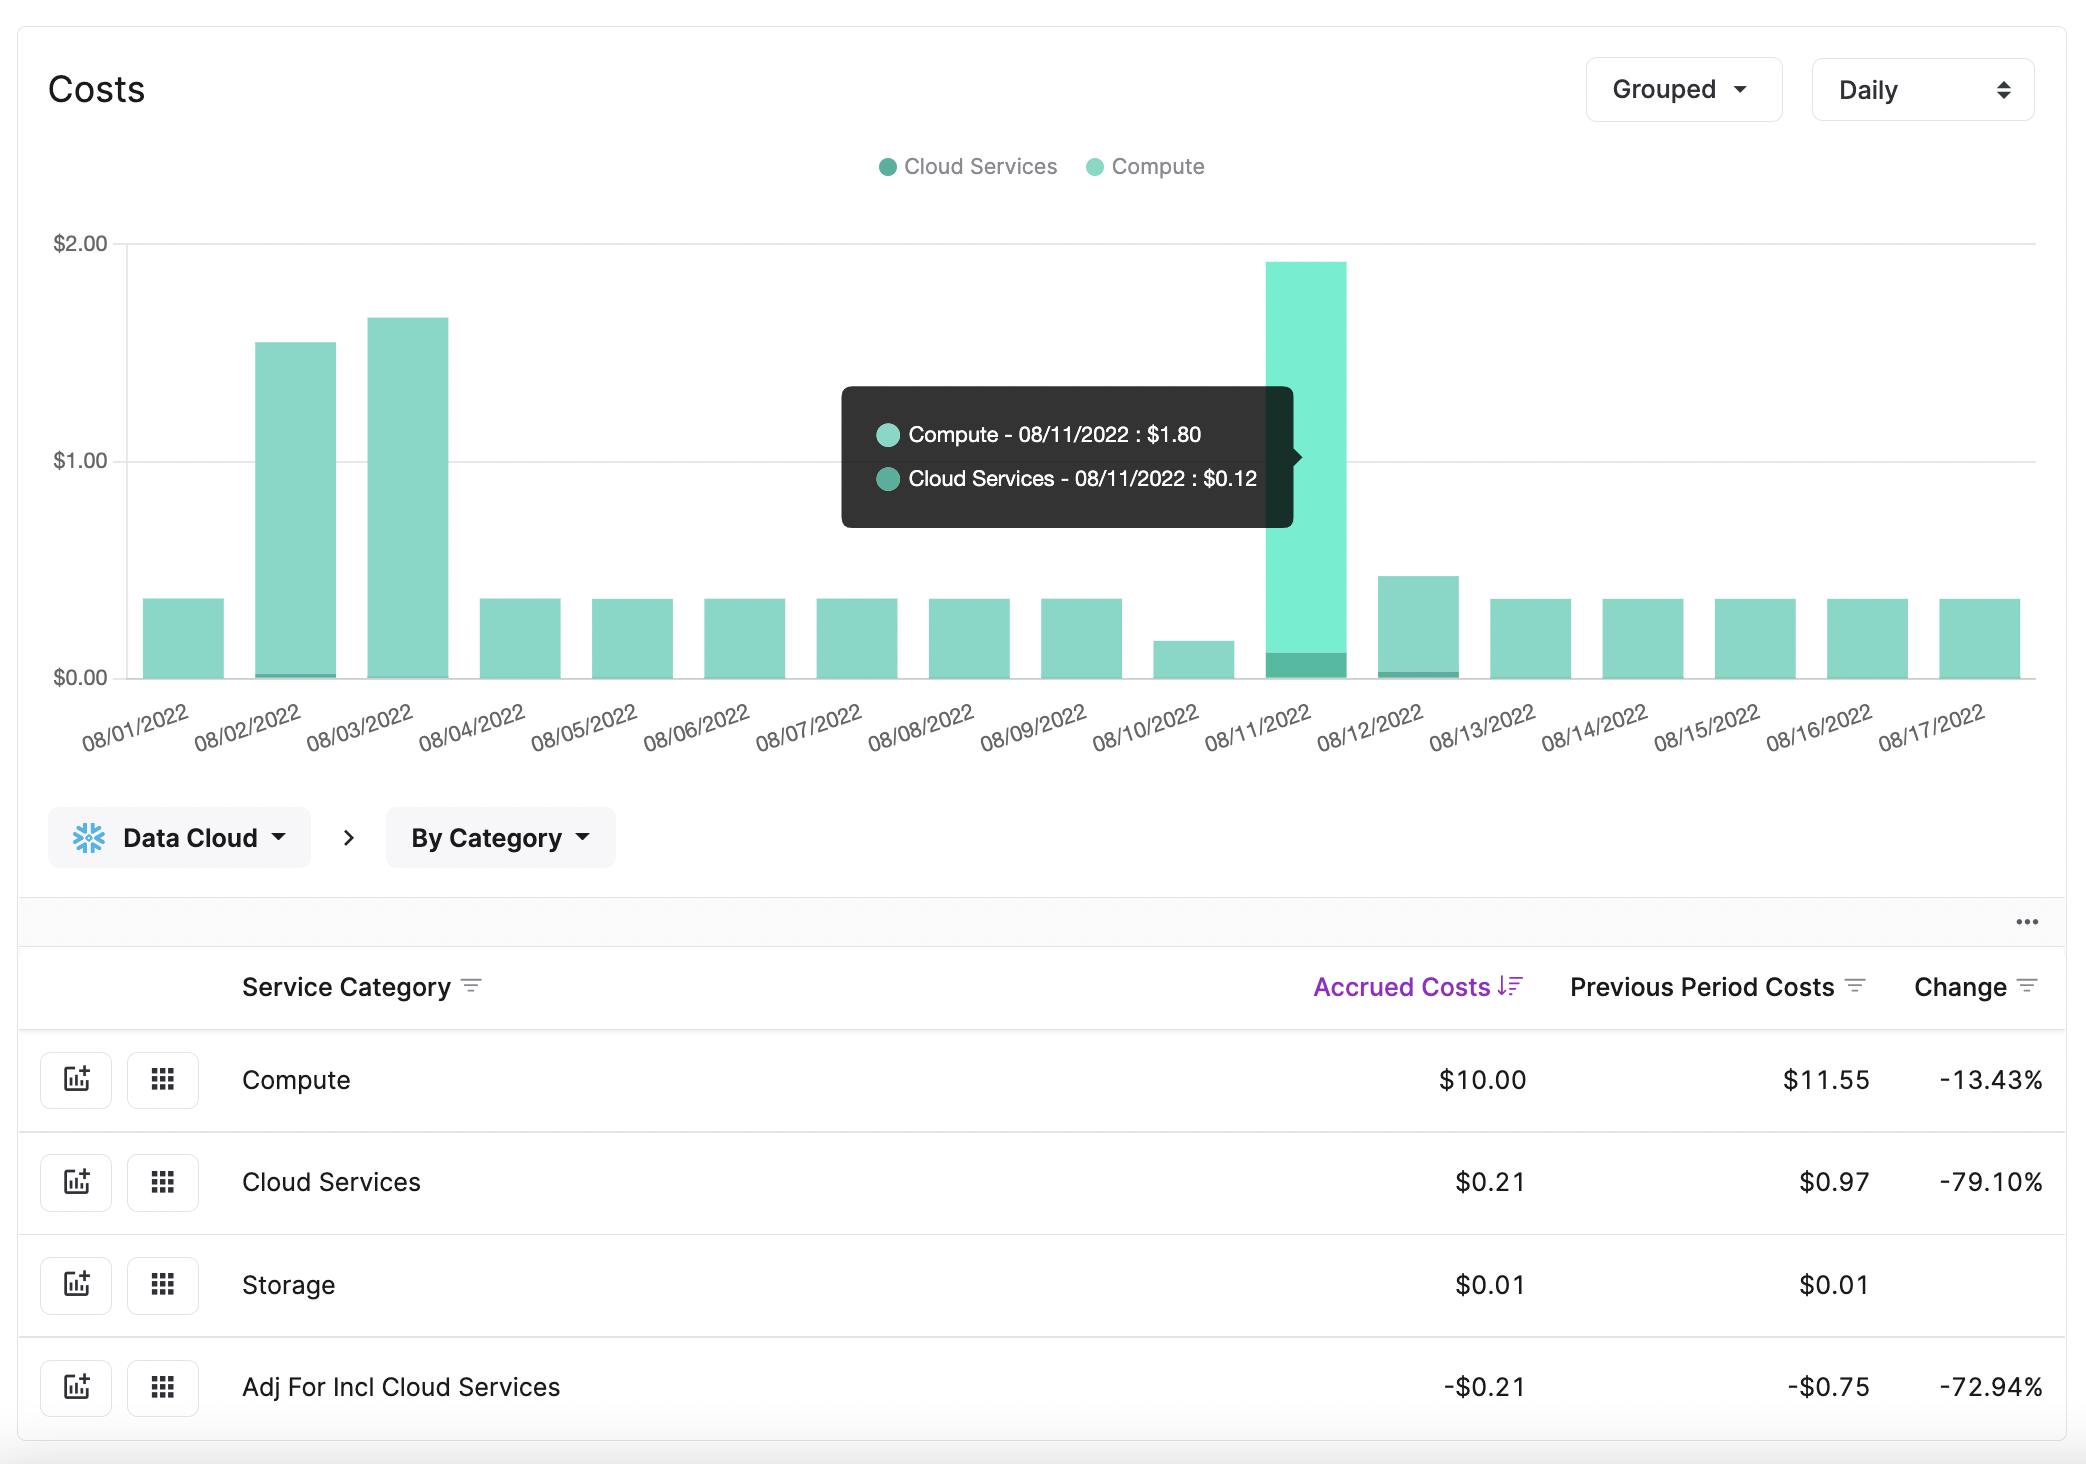 Costs
Grouped
Daily
Cloud Services Compute
$2.00
$1.00
$0.00
Compute - 08/11/2022 : $1.80
Cloud Services - 08/11/2022 : $0.12
08/01/2022 08/02/2022 08/03/2022 08/04/2022 08/05/2022 08/06/2022 08/07/2022 08/08/2022 08/09/2022 08/10/2022 08/11/2022 08/12/2022 08/13/2022 08/14/2022 08/15/2022 08/16/2022 08/17/2022
Data Cloud > By Category
Service Category Accrued Costs Previous Period Costs Change
Compute $10.00 $11.55 -13.43%
Cloud Services $0.21 $0.97 -79.10%
Storage $0.01 $0.01
Adj For Incl Cloud Services -$0.21 -$0.75 -72.94%